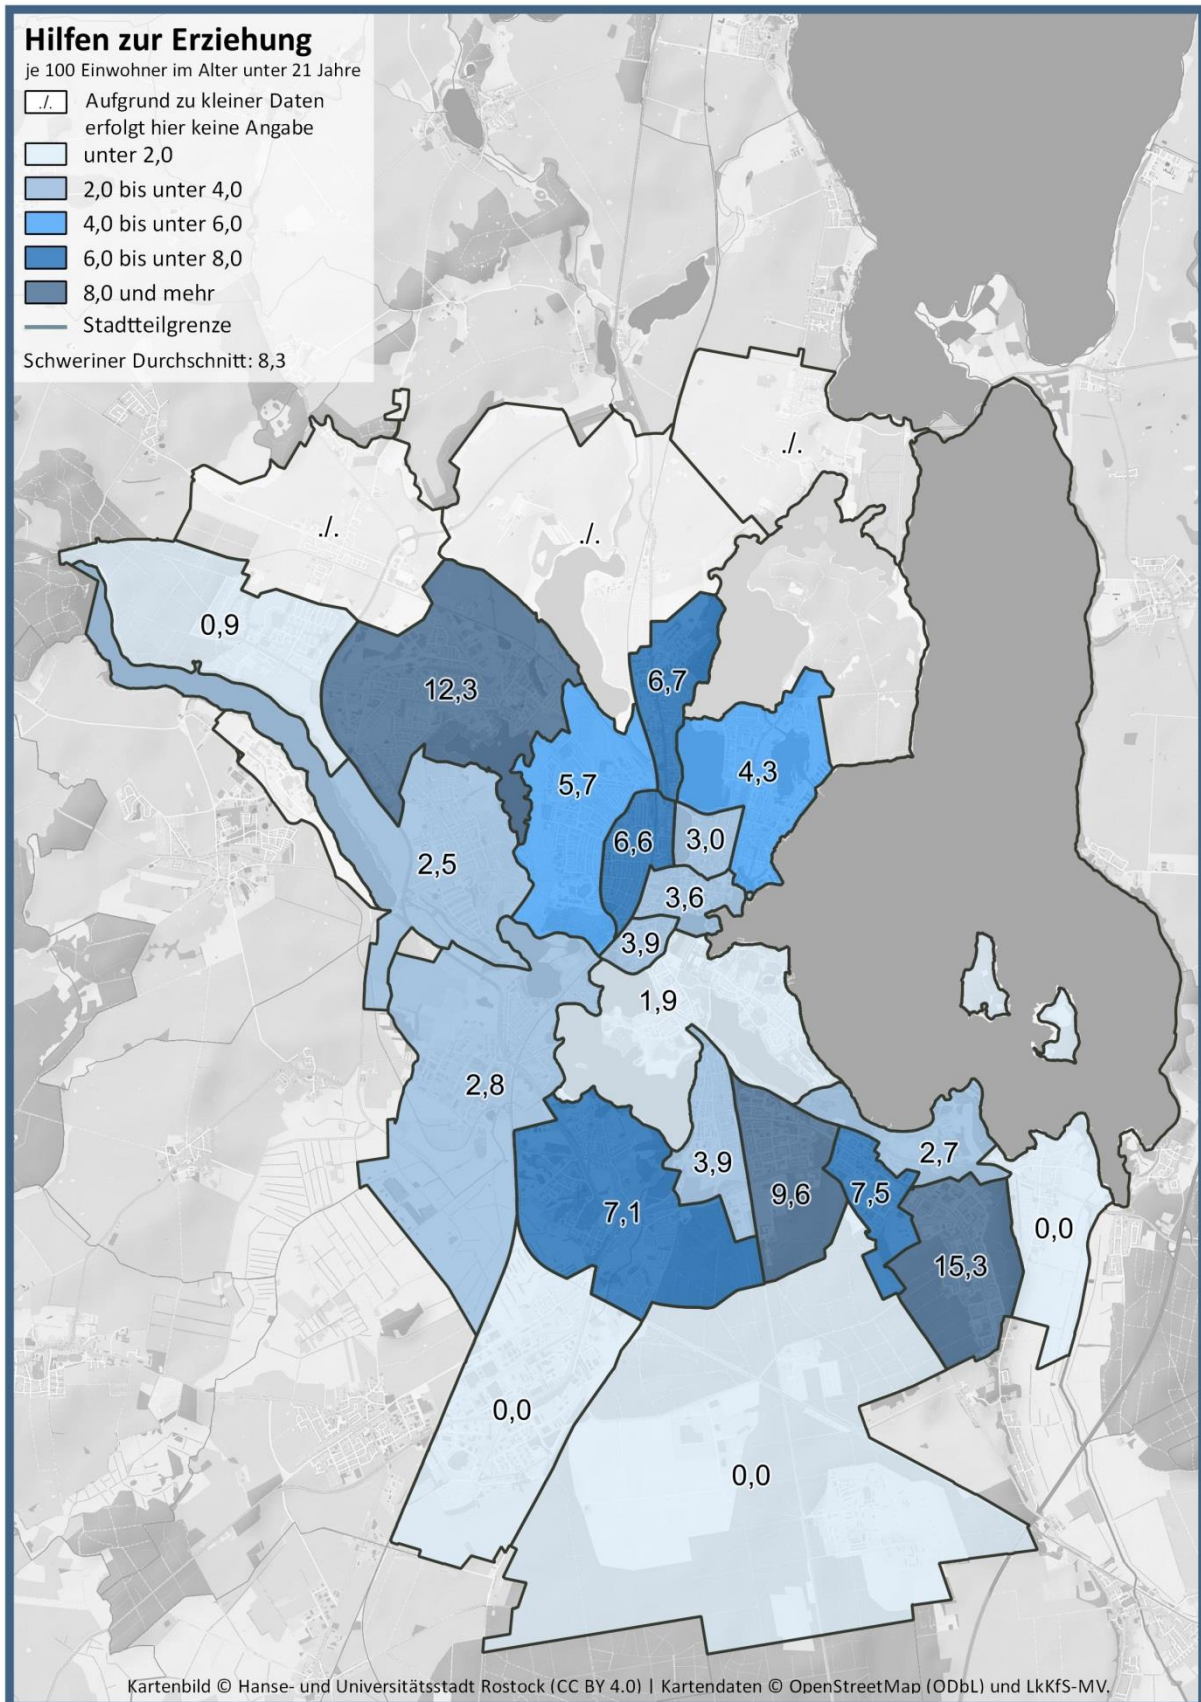 Hilfen zur Erziehung
je 100 Einwohner im Alter unter 21 Jahre
./. Aufgrund zu kleiner Daten
erfolgt hier keine Angabe
unter 2,0
2,0 bis unter 4,0
4,0 bis unter 6,0
6,0 bis unter 8,0
8,0 und mehr
Stadtteilgrenze
Schweriner Durchschnitt: 8,3
./.
./.
./.
0,9
12,3
6,7
5,7
4,3
6,6
3,0
2,5
3,6
3,9
1,9
2,8
3,9
2,7
9,6
7,5
7,1
0,0
15,3
0,0
0,0
Kartenbild © Hanse- und Universitätsstadt Rostock (CC BY 4.0) | Kartendaten © OpenStreetMap (ODbL) und LkKfS-MV.